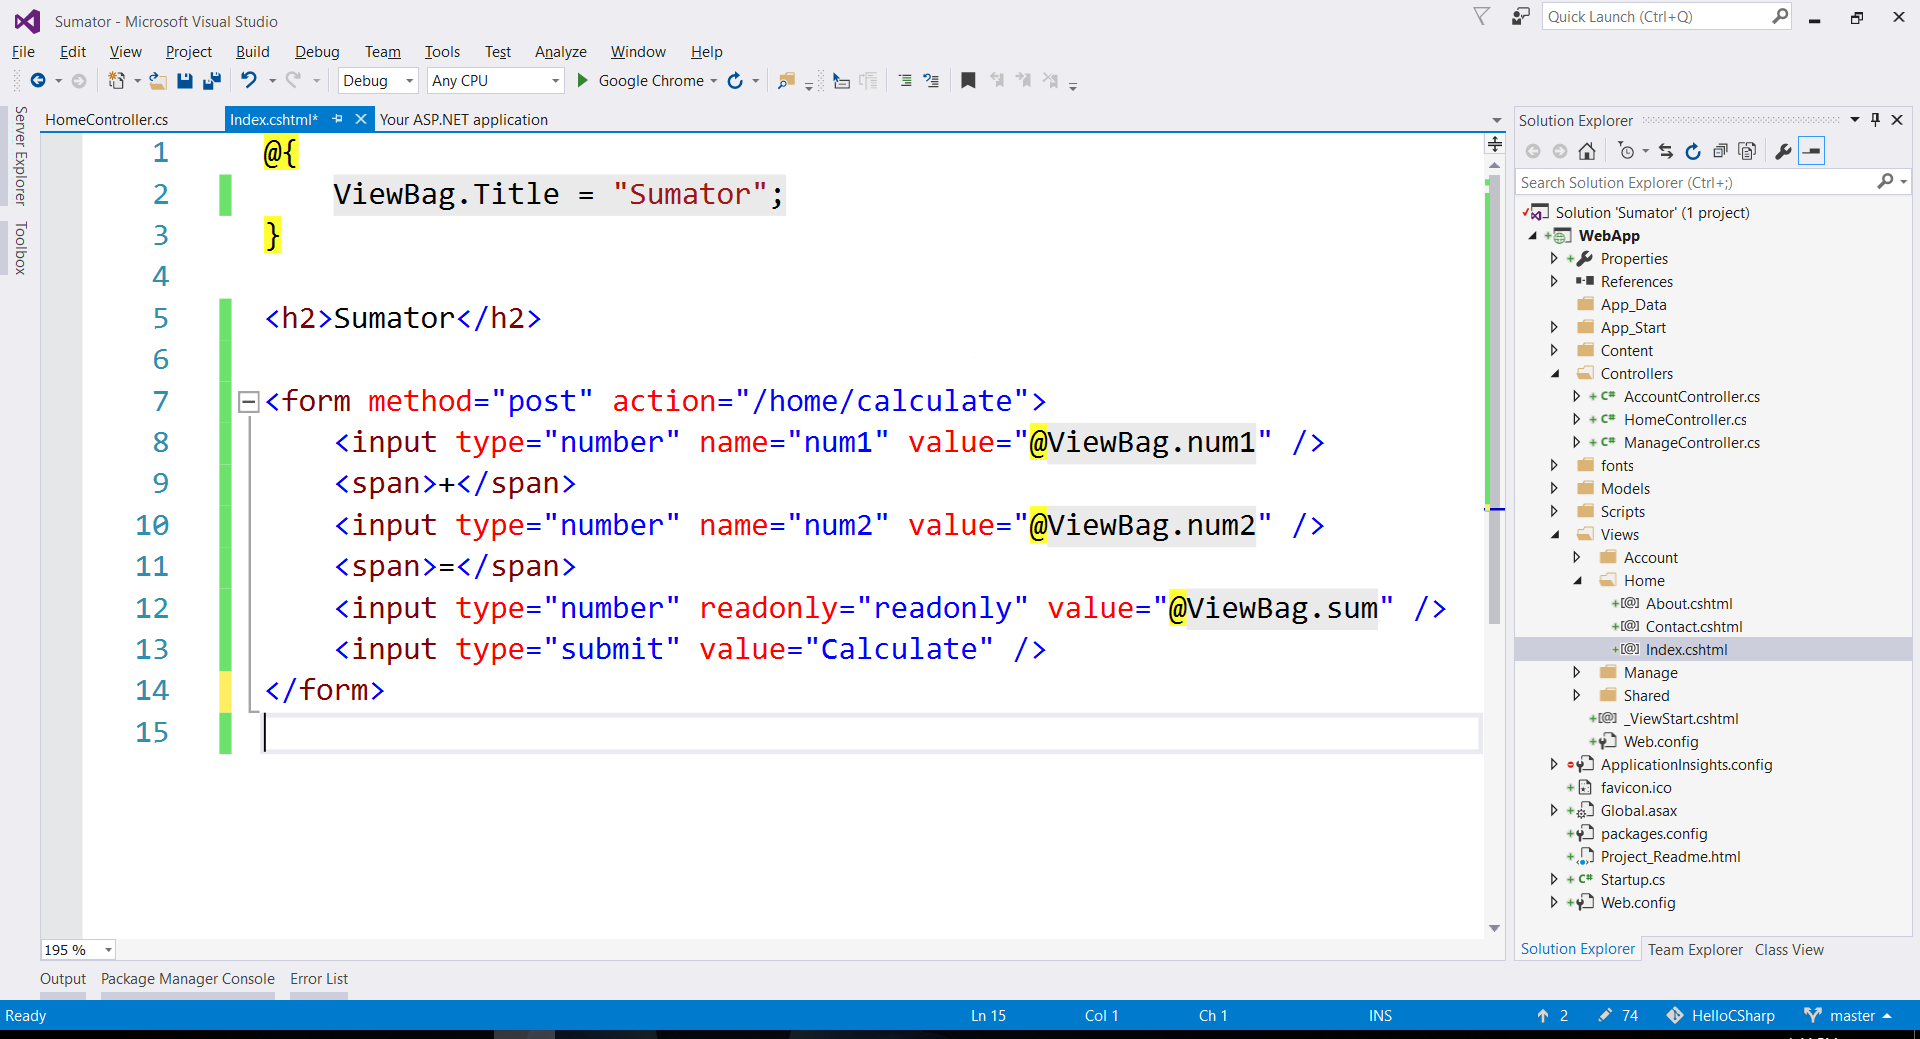 Sumator - Microsoft Visual Studio
Quick Launch (Ctrl+Q)
File Edit View Project Build Debug Team Tools Test Analyze Window Help
Debug Any CPU Google Chrome
Server Explorer
Toolbox
HomeController.cs Index.cshtml* Your ASP.NET application
1 @{
2 ViewBag.Title = "Sumator";
3 }
4
5 <h2>Sumator</h2>
6
7 <form method="post" action="/home/calculate">
8 <input type="number" name="num1" value="@ViewBag.num1" />
9 <span>+</span>
10 <input type="number" name="num2" value="@ViewBag.num2" />
11 <span>=</span>
12 <input type="number" readonly="readonly" value="@ViewBag.sum" />
13 <input type="submit" value="Calculate" />
14 </form>
15
195 %
Output Package Manager Console Error List
Solution Explorer
Search Solution Explorer (Ctrl+;)
Solution 'Sumator' (1 project)
WebApp
Properties
References
App_Data
App_Start
Content
Controllers
C# AccountController.cs
C# HomeController.cs
C# ManageController.cs
fonts
Models
Scripts
Views
Account
Home
[@] About.cshtml
[@] Contact.cshtml
[@] Index.cshtml
Manage
Shared
[@] _ViewStart.cshtml
Web.config
ApplicationInsights.config
favicon.ico
Global.asax
packages.config
Project_Readme.html
C# Startup.cs
Web.config
Solution Explorer Team Explorer Class View
Ready Ln 15 Col 1 Ch 1 INS 2 74 HelloCSharp master